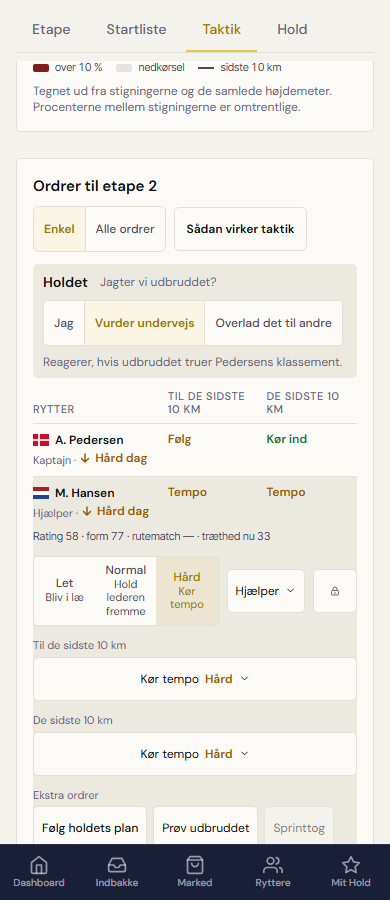 Etape Startliste Taktik Hold
over 10 % nedkørsel sidste 10 km
Tegnet ud fra stigningerne og de samlede højdemeter.
Procenterne mellem stigningerne er omtrentlige.
Ordrer til etape 2
Enkel Alle ordrer Sådan virker taktik
Holdet Jagter vi udbruddet?
Jag Vurder undervejs Overlad det til andre
Reagerer, hvis udbruddet truer Pedersens klassement.
RYTTER TIL DE SIDSTE 10 KM DE SIDSTE 10 KM
A. Pedersen Følg Kør ind
Kaptajn · ↓ Hård dag
M. Hansen Tempo Tempo
Hjælper · ↓ Hård dag
Rating 58 · form 77 · rutematch — · træthed nu 33
Let
Bliv i læ
Normal
Hold
lederen
fremme
Hård
Kør
tempo
Hjælper
Til de sidste 10 km
Kør tempo Hård
De sidste 10 km
Kør tempo Hård
Ekstra ordrer
Følg holdets plan Prøv udbruddet Sprinttog
Dashboard Indbakke Marked Ryttere Mit Hold